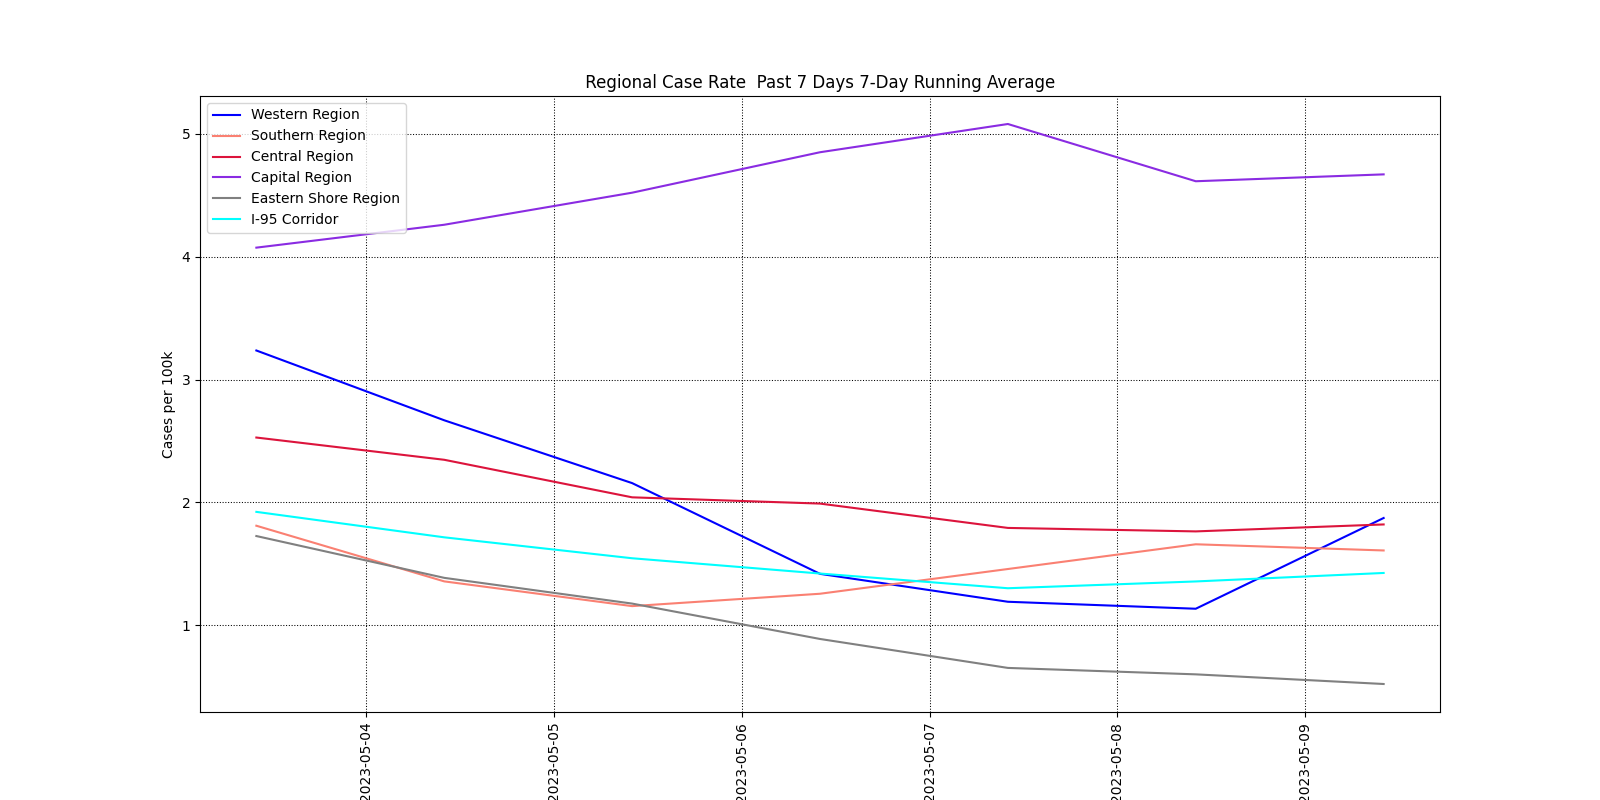 Regional Case Rate  Past 7 Days 7-Day Running Average
Western Region
Southern Region
Central Region
Capital Region
Eastern Shore Region
I-95 Corridor
Cases per 100k
5
4
3
2
1
2023-05-04
2023-05-05
2023-05-06
2023-05-07
2023-05-08
2023-05-09